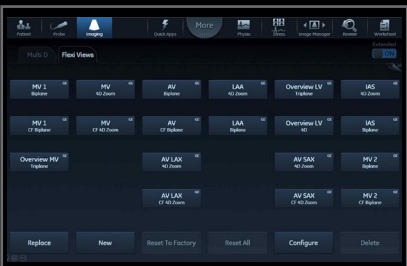 Patient
Probe
Imaging
Quick Apps
More
Physio
Stress
Image Manager
Review
Worksheet
Multi D
Flexi Views
Extended
ON
MV 1
Biplane
MV
4D Zoom
AV
Biplane
LAA
4D Zoom
Overview LV
Triplane
IAS
4D Zoom
MV 1
CF Biplane
MV
CF 4D Zoom
AV
CF Biplane
LAA
Biplane
Overview LV
4D
IAS
Biplane
Overview MV
Triplane
AV LAX
4D Zoom
AV SAX
4D Zoom
MV 2
Biplane
AV LAX
CF 4D Zoom
AV SAX
CF 4D Zoom
MV 2
CF Biplane
Replace
New
Reset To Factory
Reset All
Configure
Delete